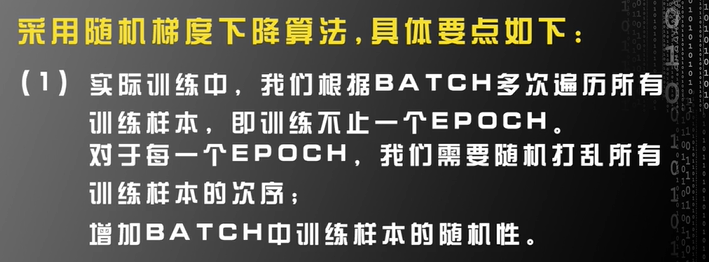 采用随机梯度下降算法,具体要点如下：
(1) 实际训练中，我们根据BATCH多次遍历所有
训练样本，即训练不止一个EPOCH。
对于每一个EPOCH，我们需要随机打乱所有
训练样本的次序；
增加BATCH中训练样本的随机性。